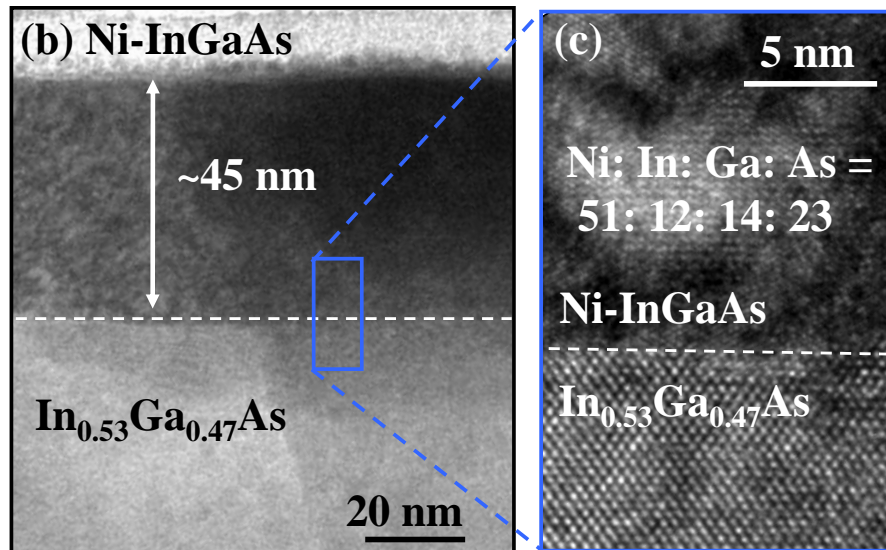 (b) Ni-InGaAs
~45 nm
In₀.₅₃Ga₀.₄₇As
20 nm
(c)
5 nm
Ni: In: Ga: As =
51: 12: 14: 23
Ni-InGaAs
In₀.₅₃Ga₀.₄₇As